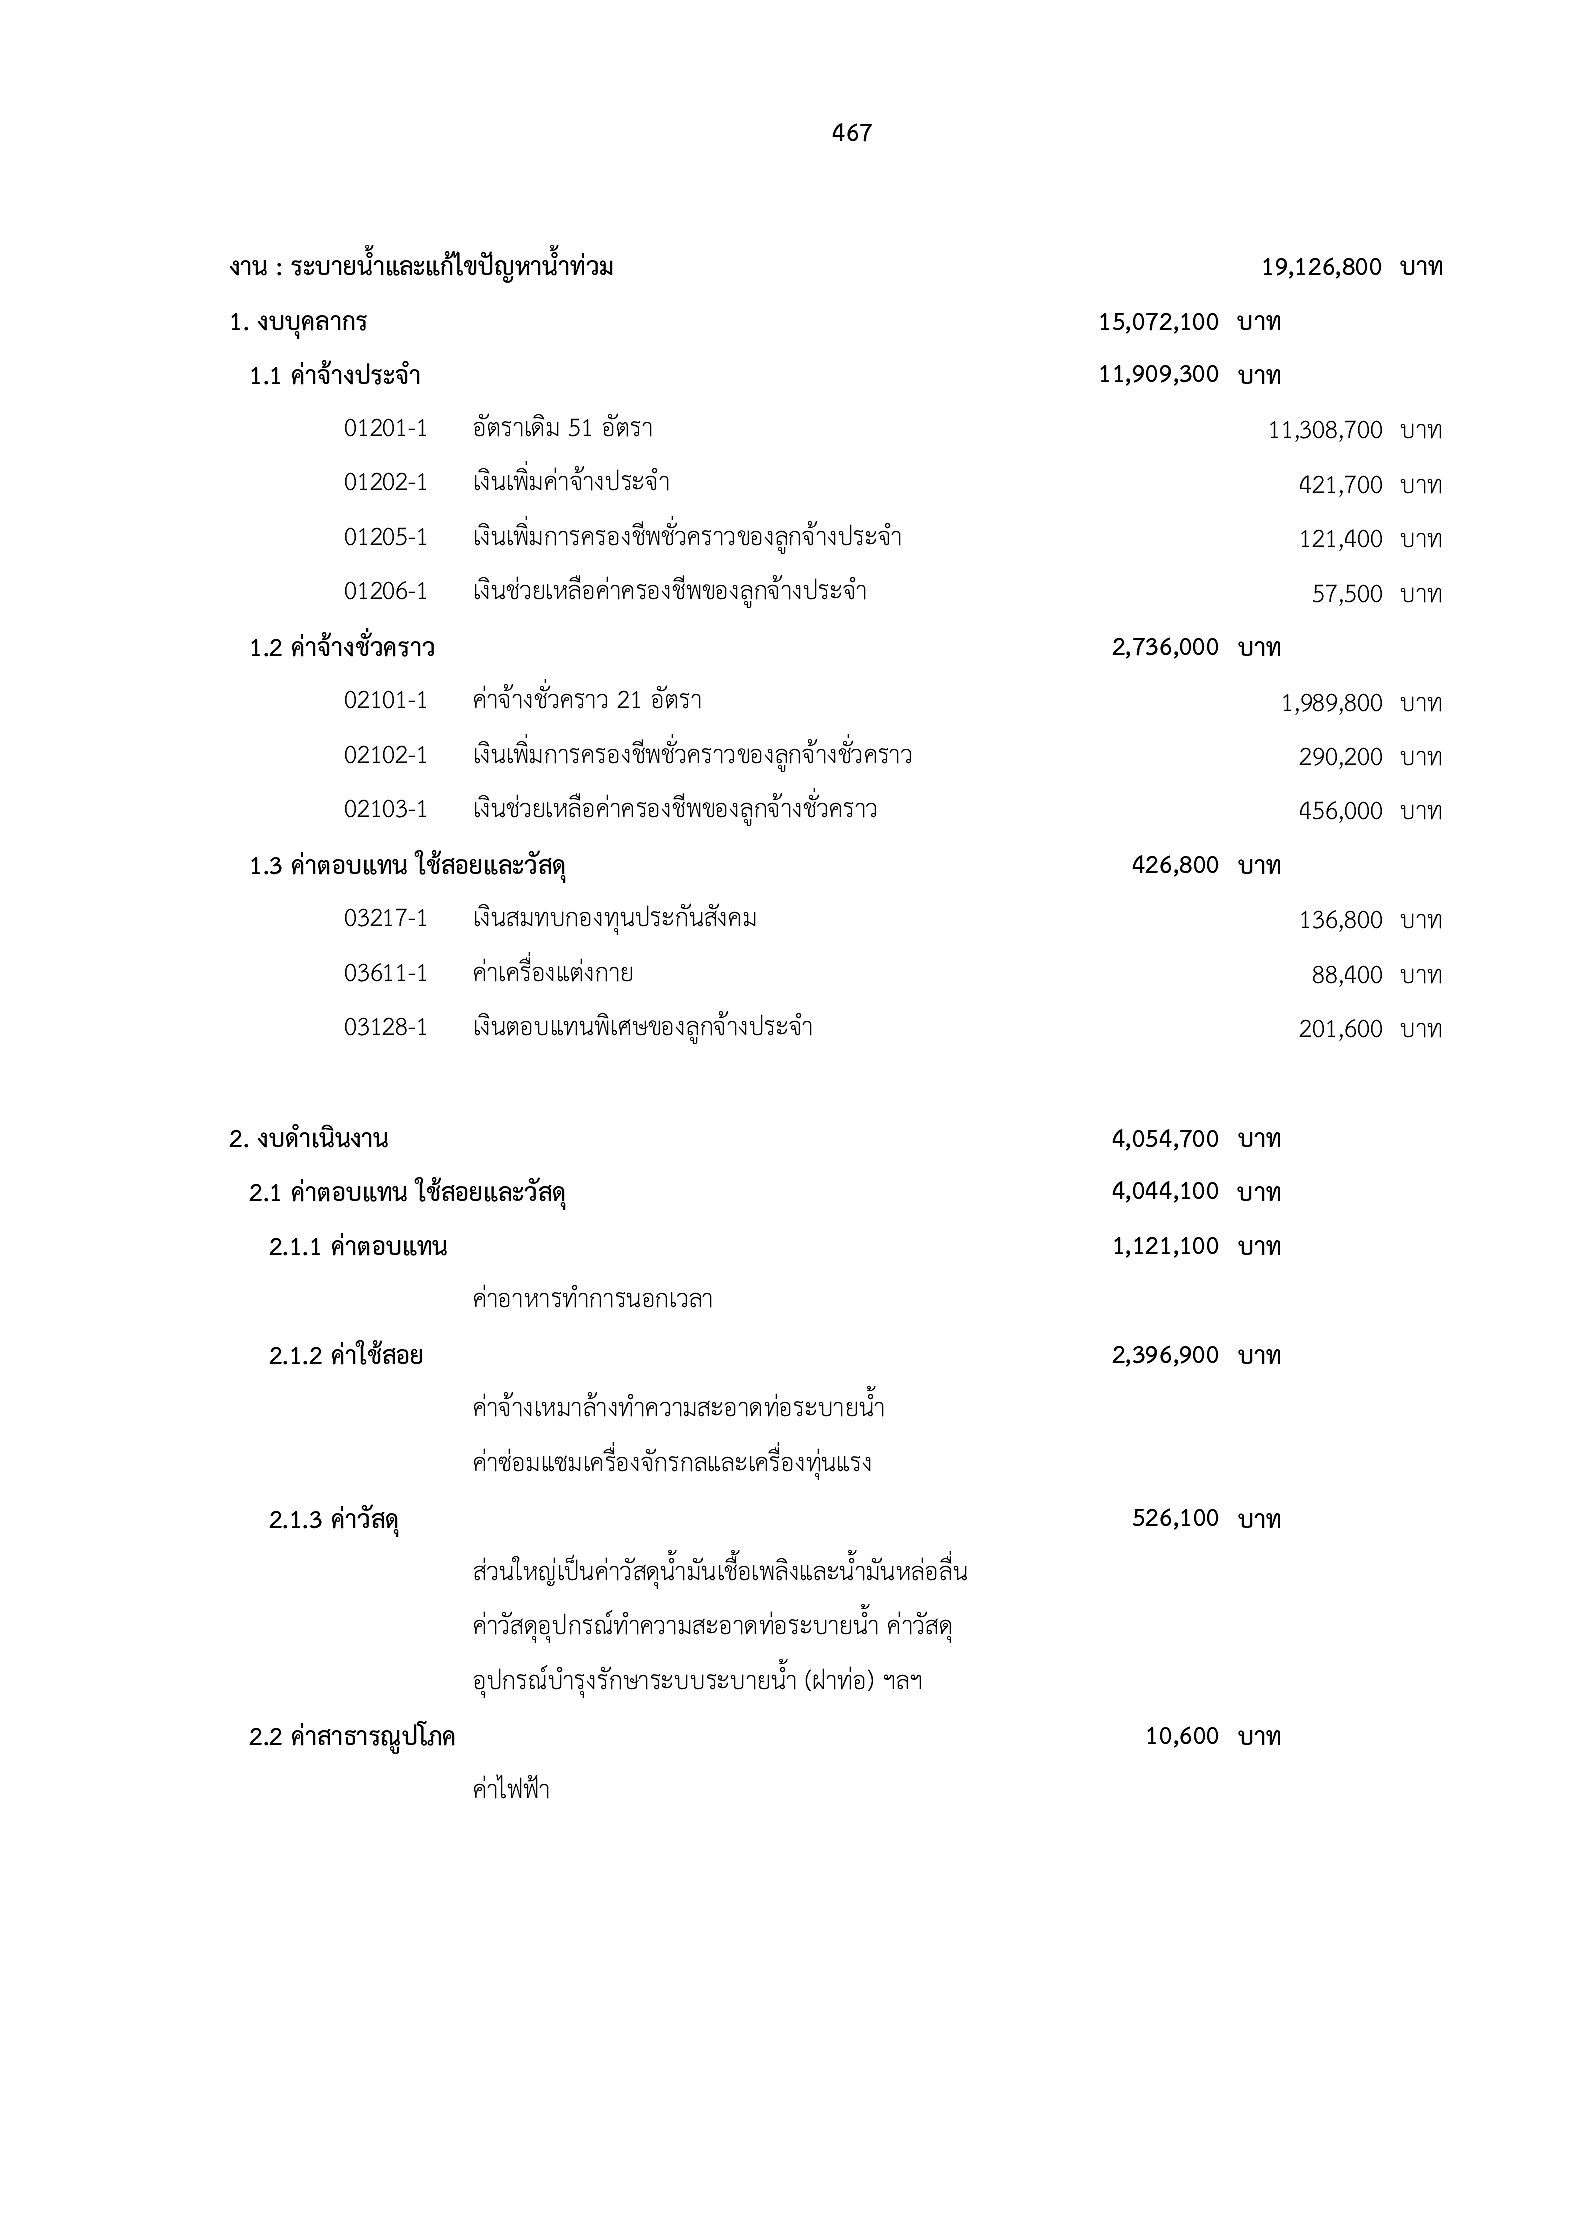 467
งาน : ระบายน้ำและแก้ไขปัญหาน้ำท่วม 19,126,800 บาท
1. งบบุคลากร 15,072,100 บาท
1.1 ค่าจ้างประจำ 11,909,300 บาท
01201-1 อัตราเดิม 51 อัตรา 11,308,700 บาท
01202-1 เงินเพิ่มค่าจ้างประจำ 421,700 บาท
01205-1 เงินเพิ่มการครองชีพชั่วคราวของลูกจ้างประจำ 121,400 บาท
01206-1 เงินช่วยเหลือค่าครองชีพของลูกจ้างประจำ 57,500 บาท
1.2 ค่าจ้างชั่วคราว 2,736,000 บาท
02101-1 ค่าจ้างชั่วคราว 21 อัตรา 1,989,800 บาท
02102-1 เงินเพิ่มการครองชีพชั่วคราวของลูกจ้างชั่วคราว 290,200 บาท
02103-1 เงินช่วยเหลือค่าครองชีพของลูกจ้างชั่วคราว 456,000 บาท
1.3 ค่าตอบแทน ใช้สอยและวัสดุ 426,800 บาท
03217-1 เงินสมทบกองทุนประกันสังคม 136,800 บาท
03611-1 ค่าเครื่องแต่งกาย 88,400 บาท
03128-1 เงินตอบแทนพิเศษของลูกจ้างประจำ 201,600 บาท
2. งบดำเนินงาน 4,054,700 บาท
2.1 ค่าตอบแทน ใช้สอยและวัสดุ 4,044,100 บาท
2.1.1 ค่าตอบแทน 1,121,100 บาท
ค่าอาหารทำการนอกเวลา
2.1.2 ค่าใช้สอย 2,396,900 บาท
ค่าจ้างเหมาล้างทำความสะอาดท่อระบายน้ำ
ค่าซ่อมแซมเครื่องจักรกลและเครื่องทุ่นแรง
2.1.3 ค่าวัสดุ 526,100 บาท
ส่วนใหญ่เป็นค่าวัสดุน้ำมันเชื้อเพลิงและน้ำมันหล่อลื่น
ค่าวัสดุอุปกรณ์ทำความสะอาดท่อระบายน้ำ ค่าวัสดุ
อุปกรณ์บำรุงรักษาระบบระบายน้ำ (ฝาท่อ) ฯลฯ
2.2 ค่าสาธารณูปโภค 10,600 บาท
ค่าไฟฟ้า